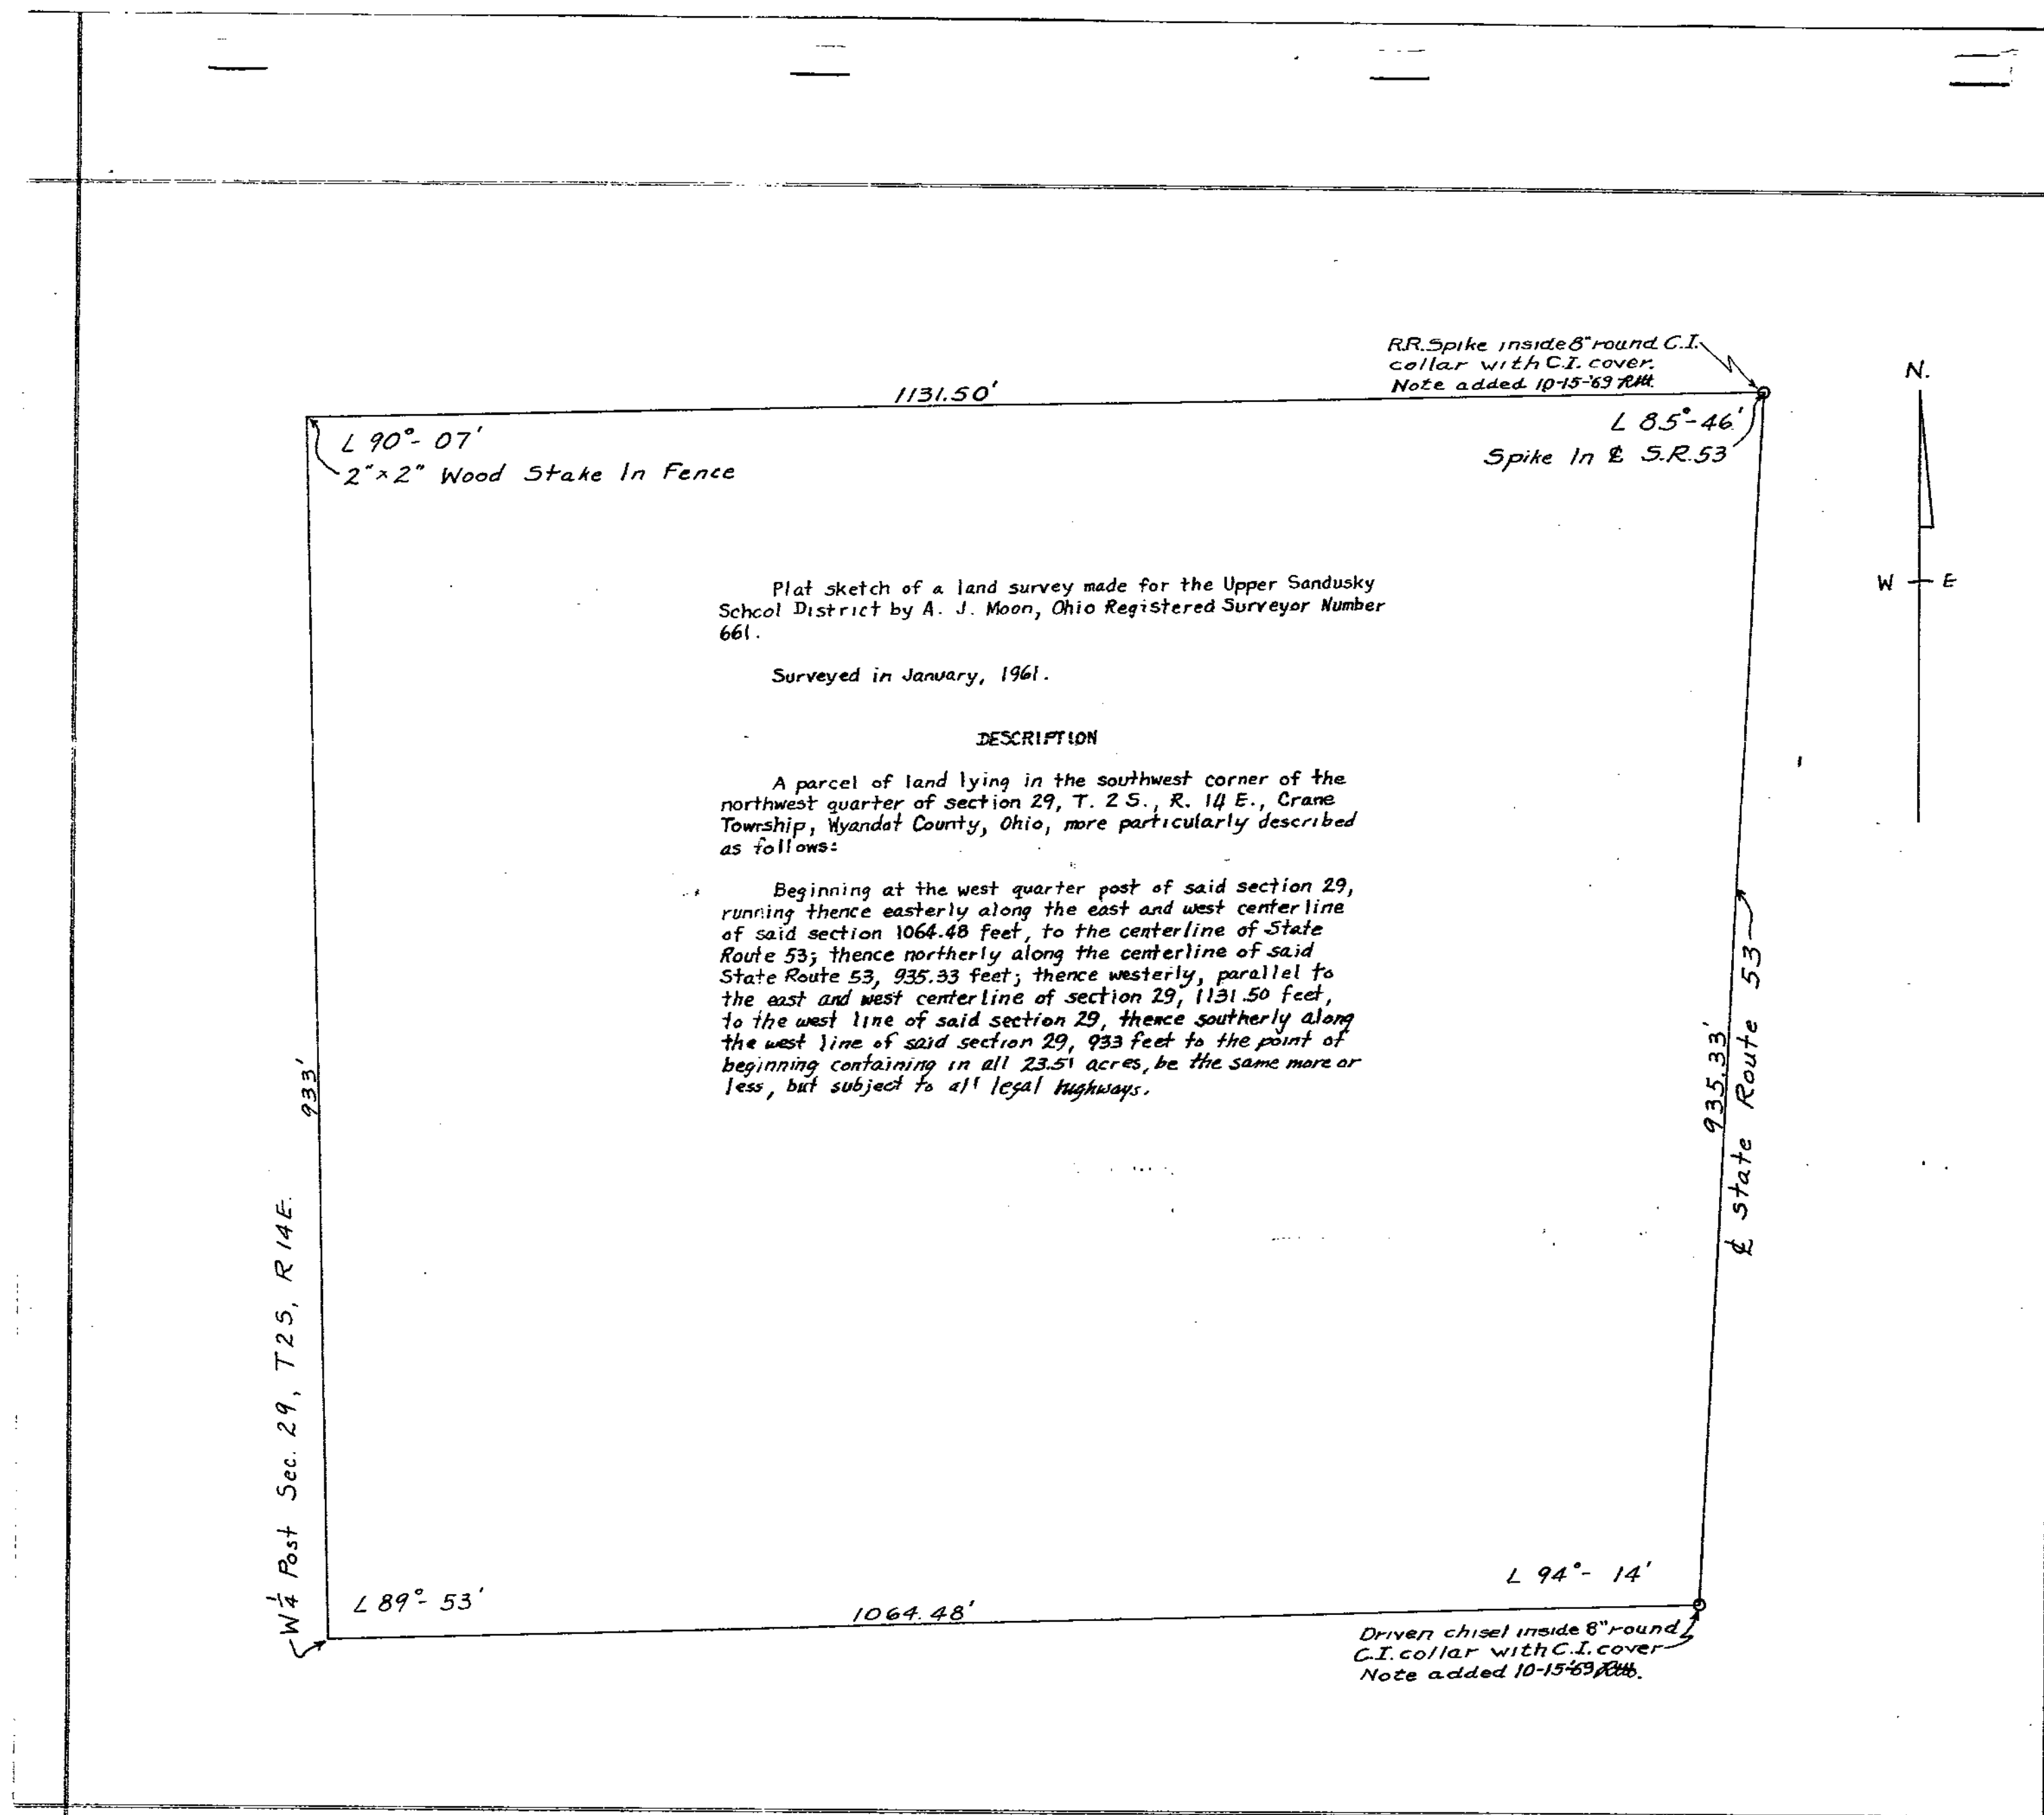 R.R. Spike inside 8" round C.I.
collar with C.I. cover.
Note added 10-15-'69
N.
1131.50'
L 90°- 07'
2"x2" Wood Stake In Fence
L 85°-46'
Spike In ℄ S.R.53
W E
Plat sketch of a land survey made for the Upper Sandusky
School District by A. J. Moon, Ohio Registered Surveyor Number
661.
Surveyed in January, 1961.
DESCRIPTION
A parcel of land lying in the southwest corner of the
northwest quarter of section 29, T. 2 S., R. 14 E., Crane
Township, Wyandot County, Ohio, more particularly described
as follows:
Beginning at the west quarter post of said section 29,
running thence easterly along the east and west centerline
of said section 1064.48 feet, to the centerline of State
Route 53; thence northerly along the centerline of said
State Route 53, 935.33 feet; thence westerly, parallel to
the east and west centerline of section 29, 1131.50 feet,
to the west line of said section 29, thence southerly along
the west line of said section 29, 933 feet to the point of
beginning containing in all 23.51 acres, be the same more or
less, but subject to all legal highways.
933'
935.33'
℄ State Route 53
W 1/4 Post Sec. 29, T2S, R14E.
L 89°- 53'
1064.48'
L 94°- 14'
Driven chisel inside 8" round
C.I. collar with C.I. cover
Note added 10-15-'69